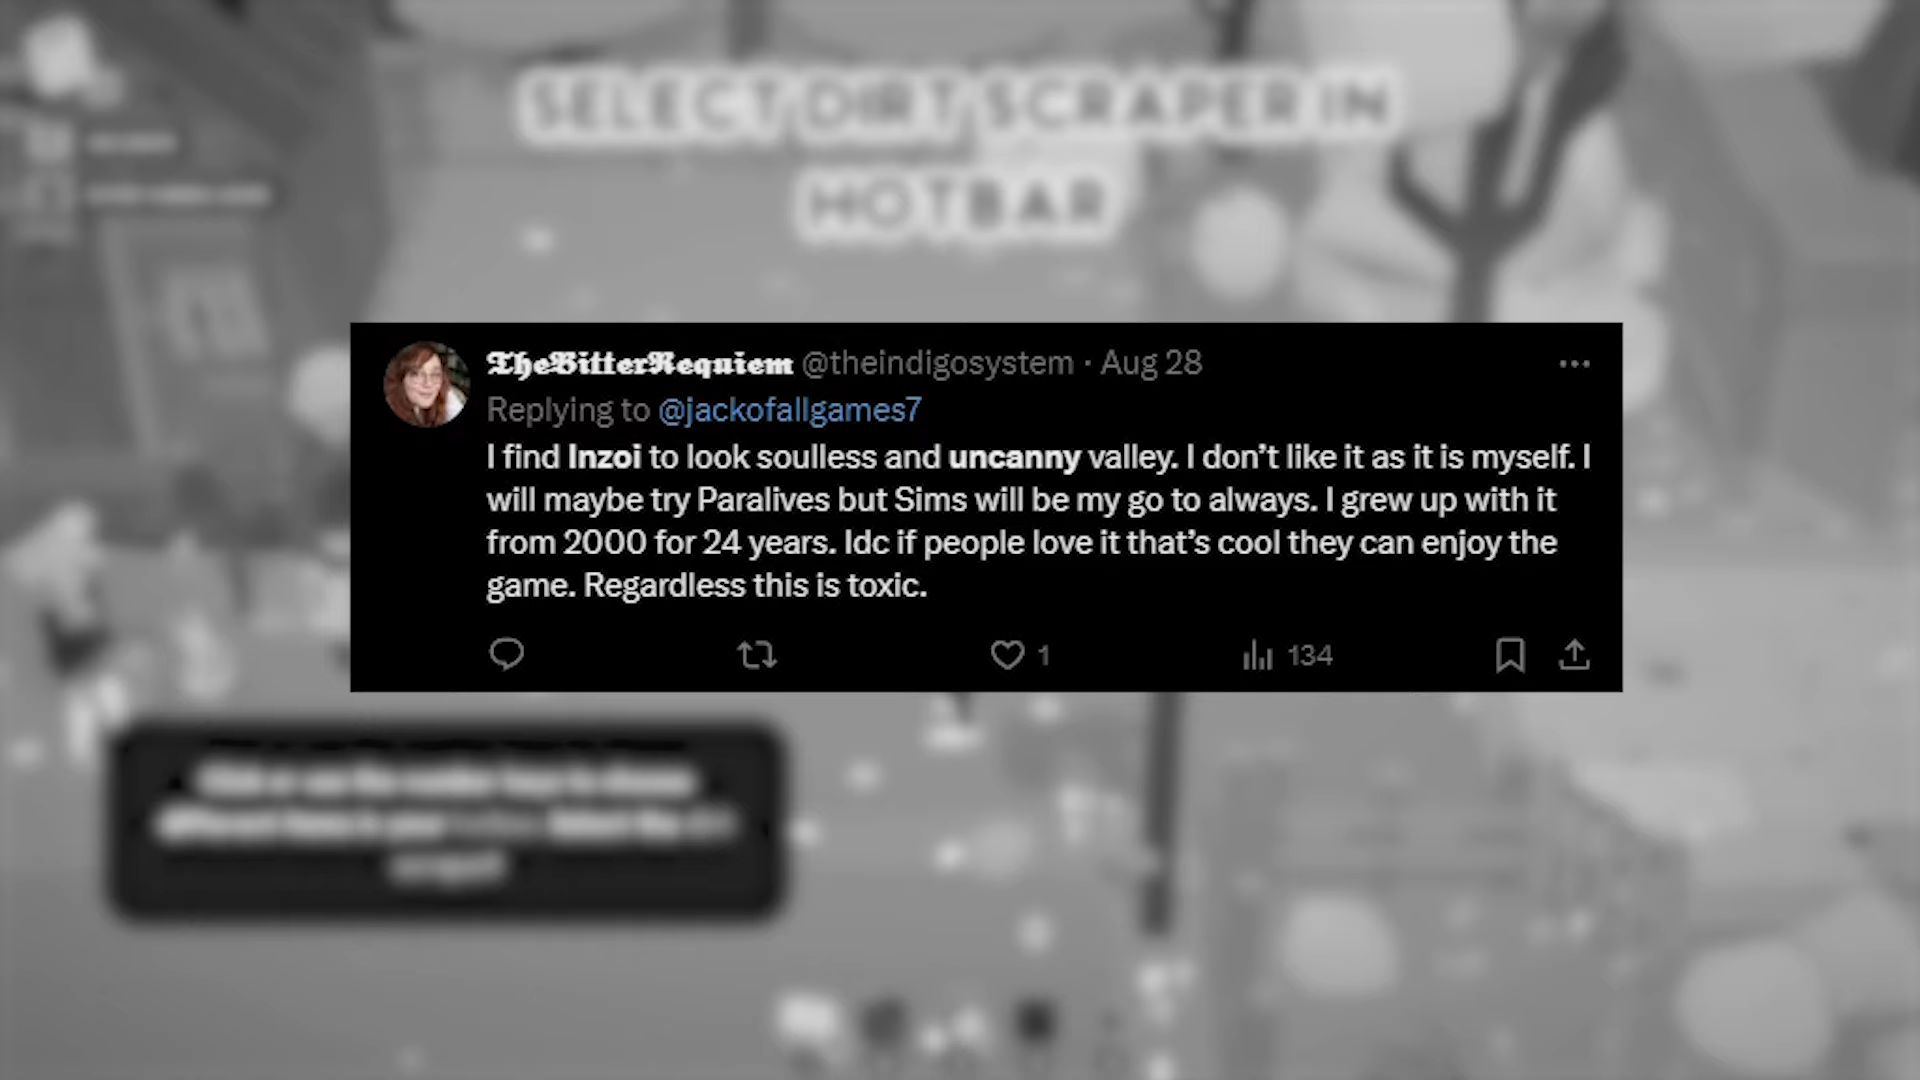 SELECT DIRT SCRAPER IN
HOTBAR
TheBitterRequiem @theindigosystem · Aug 28
Replying to @jackofallgames7
I find Inzoi to look soulless and uncanny valley. I don’t like it as it is myself. I
will maybe try Paralives but Sims will be my go to always. I grew up with it
from 2000 for 24 years. Idc if people love it that’s cool they can enjoy the
game. Regardless this is toxic.
1
134